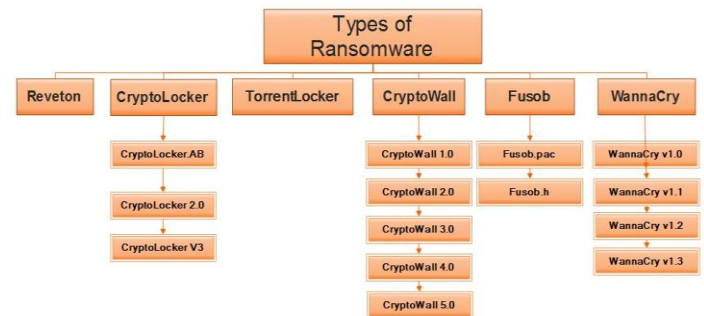 Types of
Ransomware
Reveton
CryptoLocker
TorrentLocker
CryptoWall
Fusob
WannaCry
CryptoLocker.AB
CryptoLocker 2.0
CryptoLocker V3
CryptoWall 1.0
CryptoWall 2.0
CryptoWall 3.0
CryptoWall 4.0
CryptoWall 5.0
Fusob.pac
Fusob.h
WannaCry v1.0
WannaCry v1.1
WannaCry v1.2
WannaCry v1.3